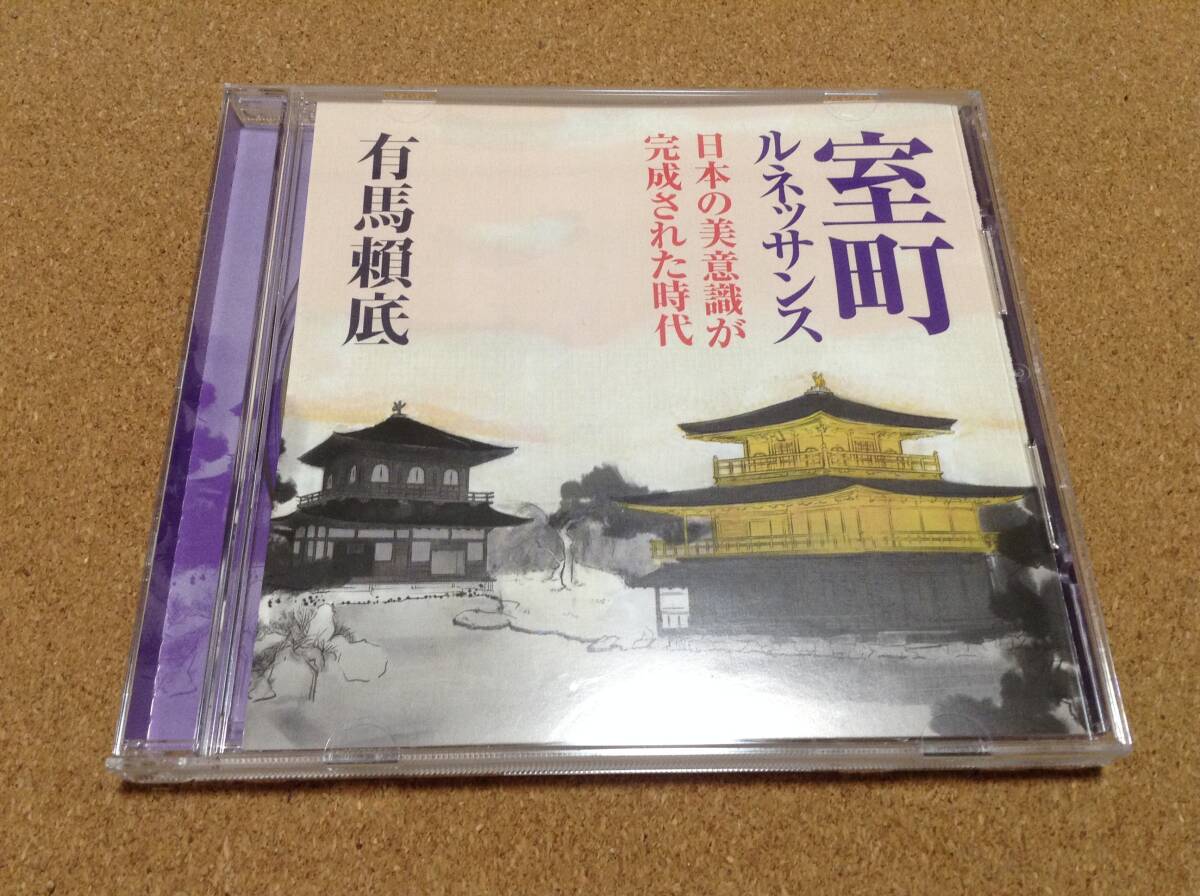 室町
ルネッサンス
日本の美意識が
完成された時代
有馬頼底